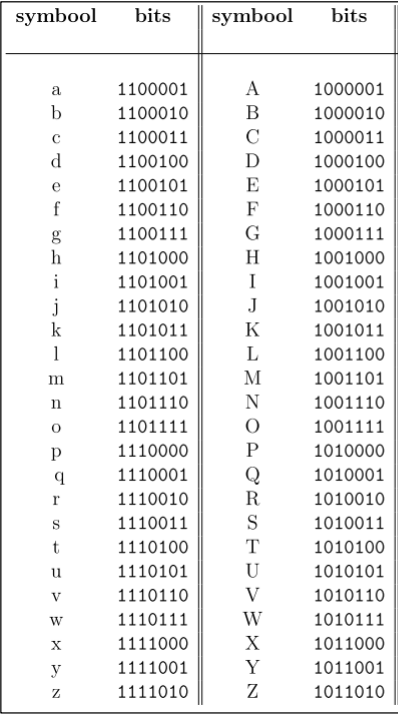 symbool bits symbool bits
a 1100001 A 1000001
b 1100010 B 1000010
c 1100011 C 1000011
d 1100100 D 1000100
e 1100101 E 1000101
f 1100110 F 1000110
g 1100111 G 1000111
h 1101000 H 1001000
i 1101001 I 1001001
j 1101010 J 1001010
k 1101011 K 1001011
l 1101100 L 1001100
m 1101101 M 1001101
n 1101110 N 1001110
o 1101111 O 1001111
p 1110000 P 1010000
q 1110001 Q 1010001
r 1110010 R 1010010
s 1110011 S 1010011
t 1110100 T 1010100
u 1110101 U 1010101
v 1110110 V 1010110
w 1110111 W 1010111
x 1111000 X 1011000
y 1111001 Y 1011001
z 1111010 Z 1011010